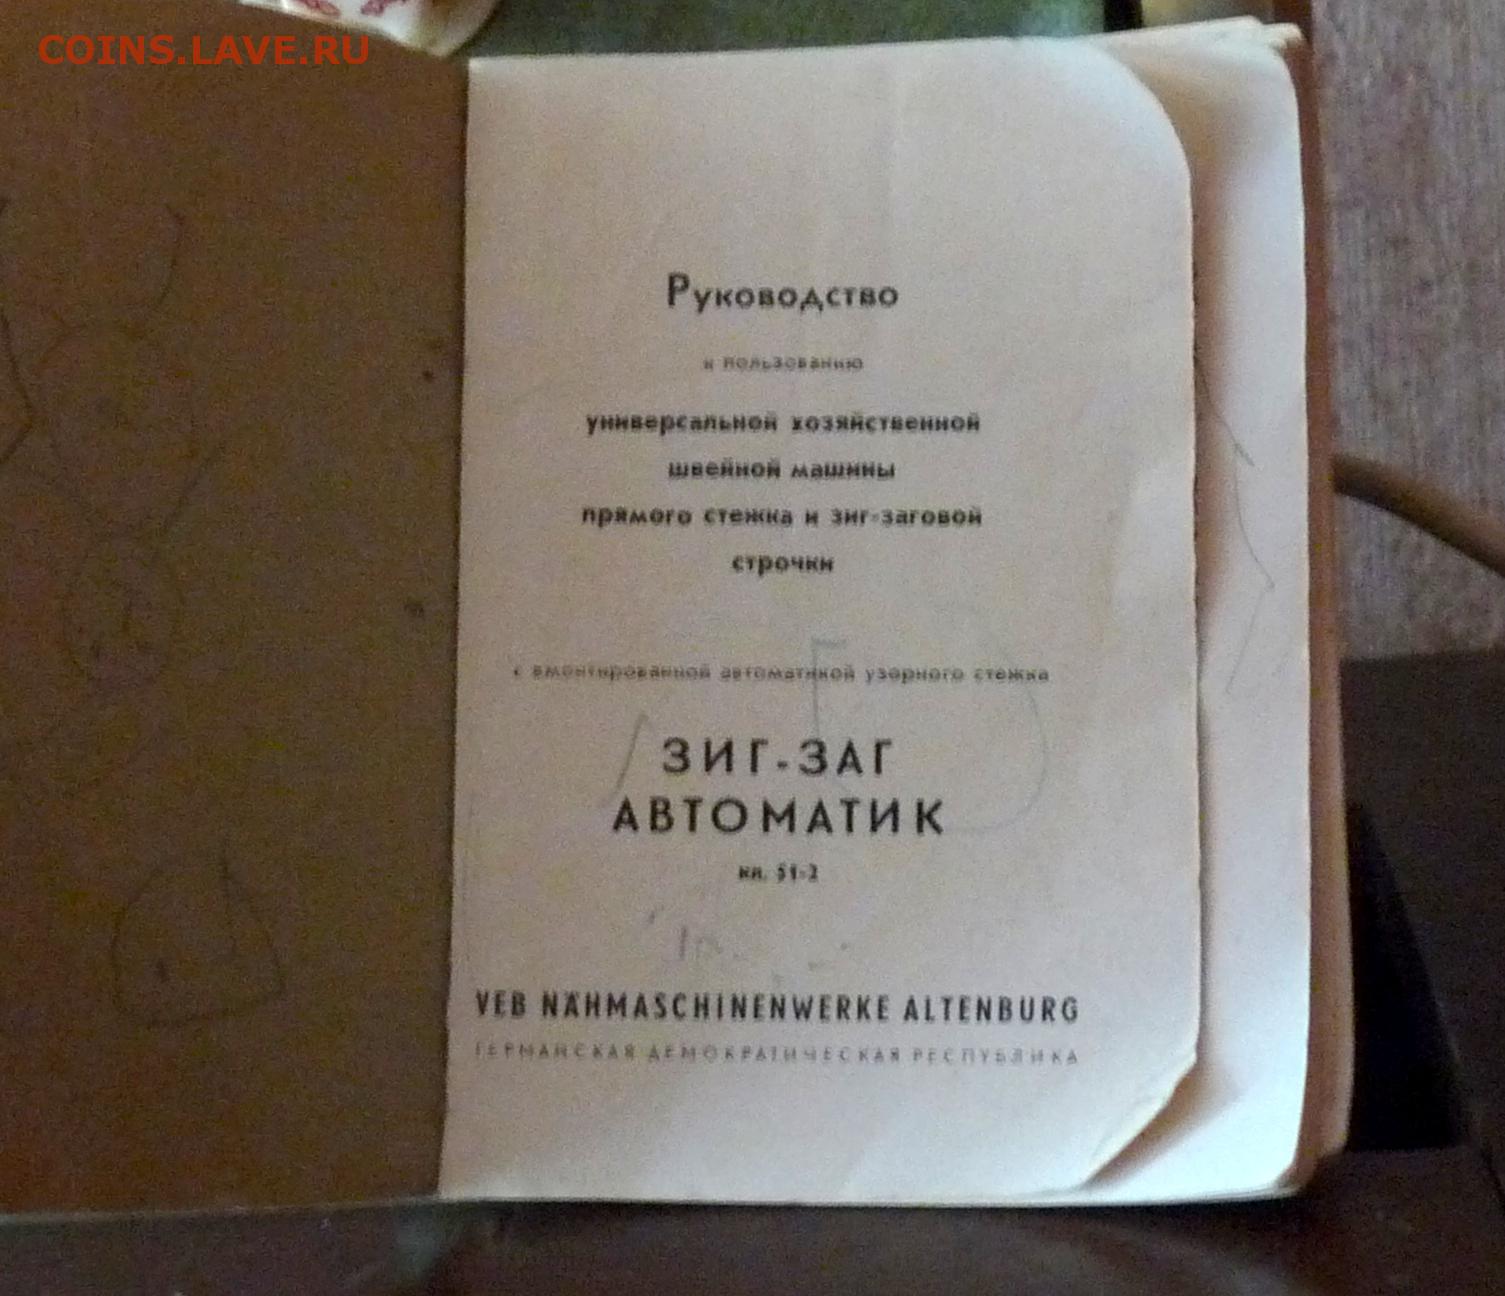 COINS.LAVE.RU
Руководство
к пользованию
универсальной хозяйственной
швейной машины
прямого стежка и зиг-заговой
строчки
с вмонтированной автоматикой узорного стежка
ЗИГ-ЗАГ
АВТОМАТИК
кл. 51-2
VEB NÄHMASCHINENWERKE ALTENBURG
ГЕРМАНСКАЯ ДЕМОКРАТИЧЕСКАЯ РЕСПУБЛИКА